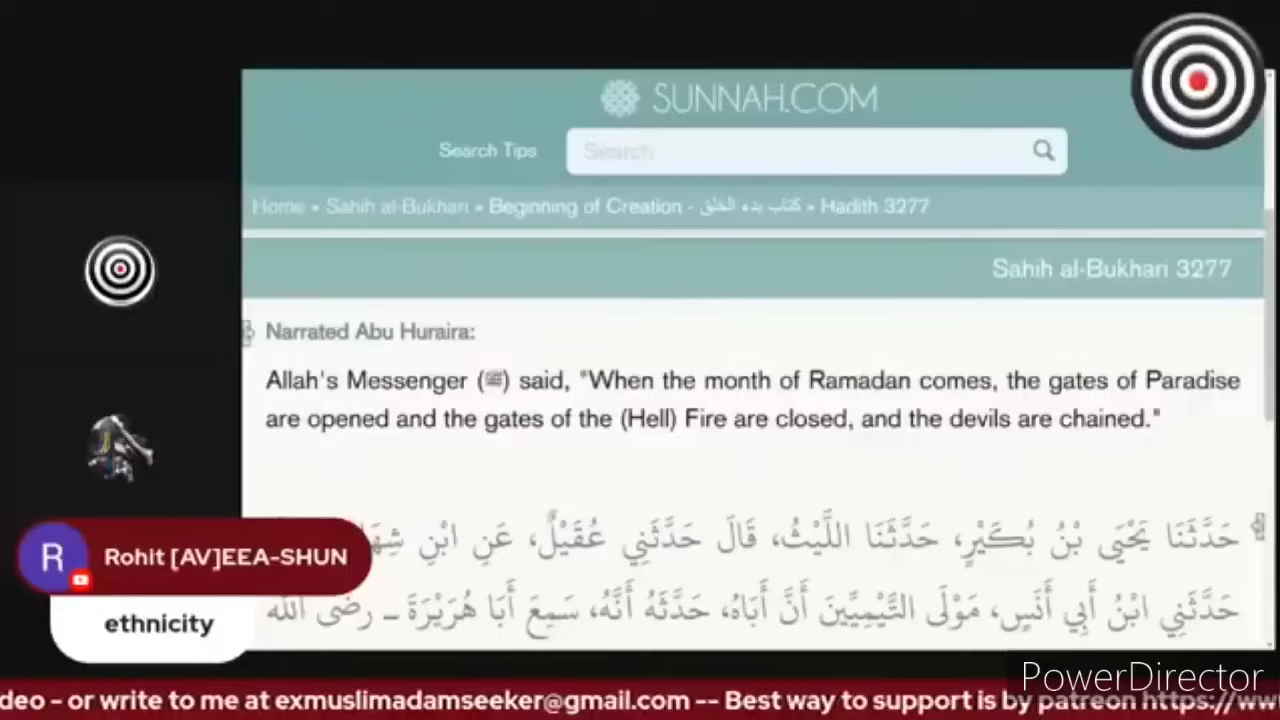 SUNNAH.COM
Search Tips
Search
Home » Sahih al-Bukhari » Beginning of Creation - كتاب بدء الخلق » Hadith 3277
Sahih al-Bukhari 3277
Narrated Abu Huraira:
Allah's Messenger (ﷺ) said, "When the month of Ramadan comes, the gates of Paradise
are opened and the gates of the (Hell) Fire are closed, and the devils are chained."
حَدَّثَنَا يَحْيَى بْنُ بُكَيْرٍ، حَدَّثَنَا اللَّيْثُ، قَالَ حَدَّثَنِي عُقَيْلٌ، عَنِ ابْنِ
حَدَّثَنِي ابْنُ أَبِي أَنَسٍ، مَوْلَى التَّيْمِيِّينَ أَنَّ أَبَاهُ، حَدَّثَهُ أَنَّهُ، سَمِعَ أَبَا هُرَيْرَةَ ـ رضى الله
R
Rohit [AV]EEA-SHUN
ethnicity
PowerDirector
deo - or write to me at exmuslimadamseeker@gmail.com -- Best way to support is by patreon https://ww